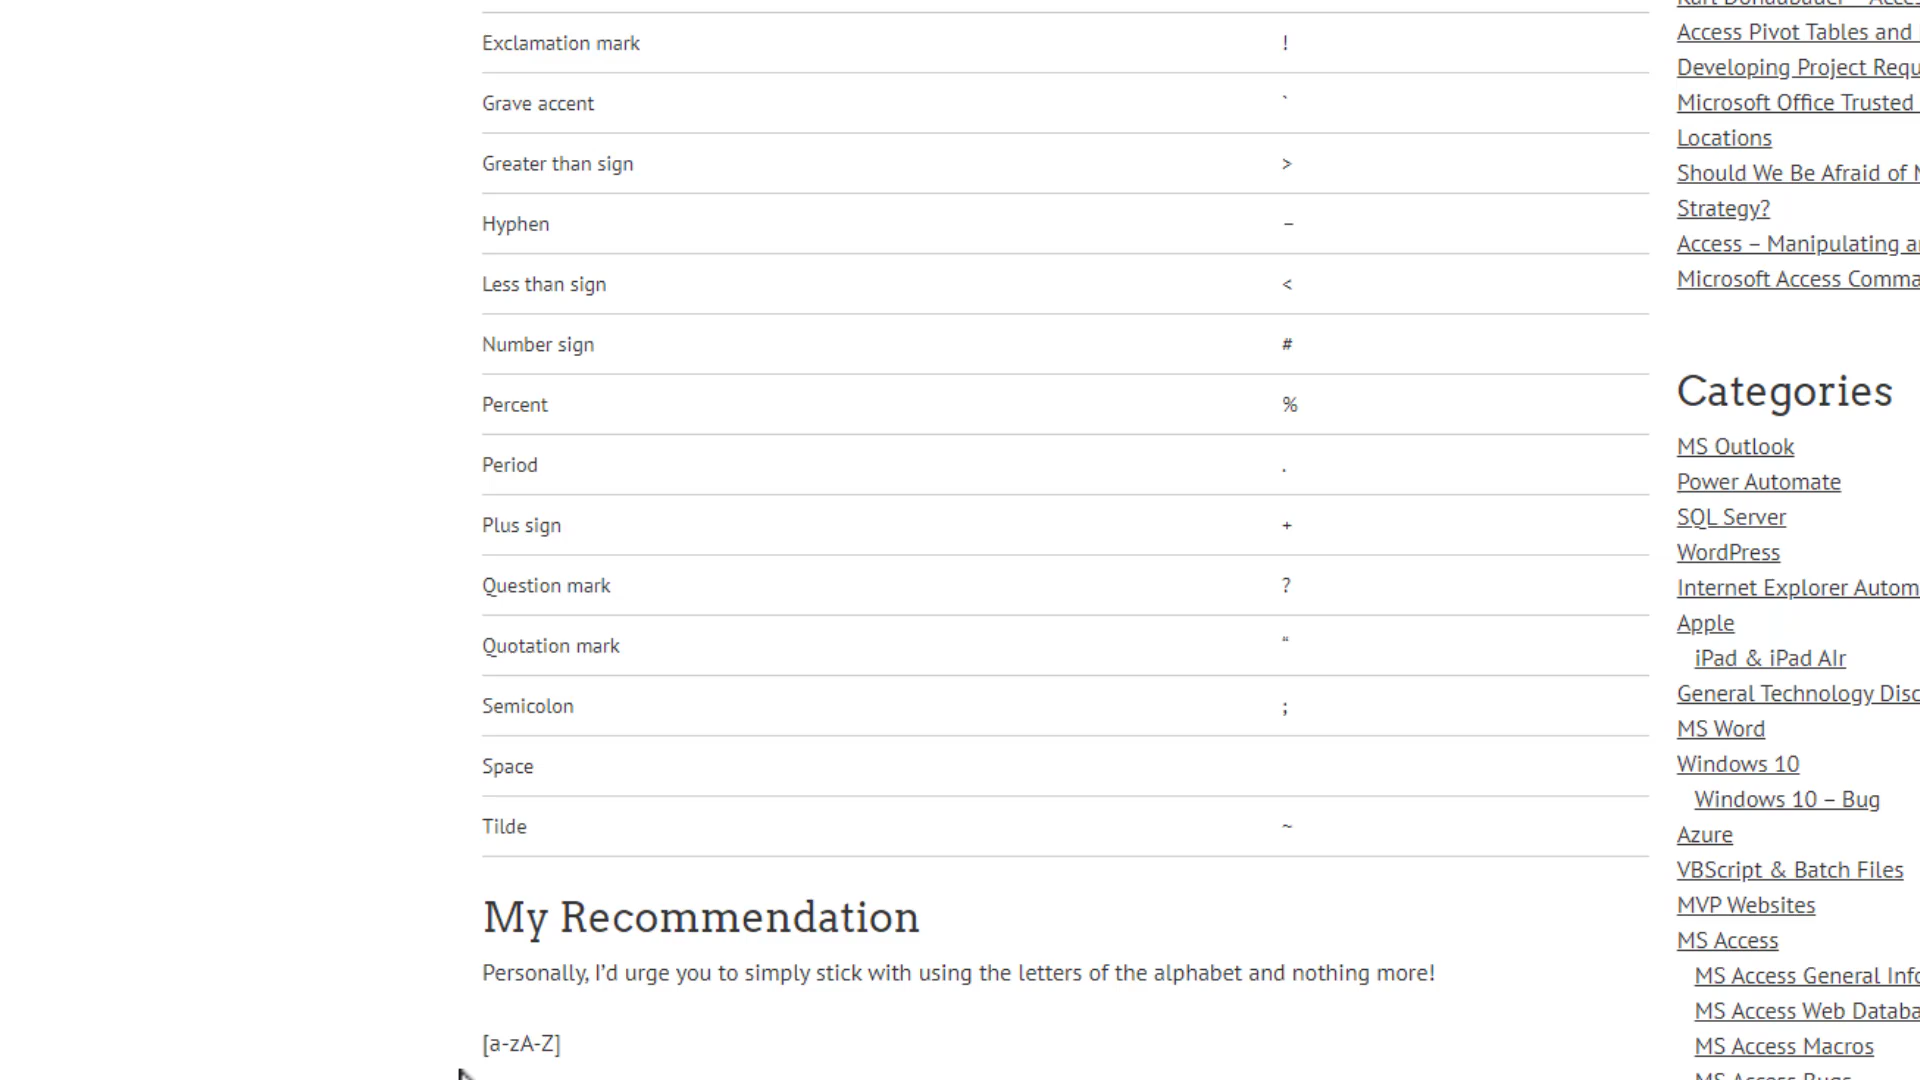 Exclamation mark !
Grave accent `
Greater than sign >
Hyphen –
Less than sign <
Number sign #
Percent %
Period .
Plus sign +
Question mark ?
Quotation mark “
Semicolon ;
Space
Tilde ~
My Recommendation
Personally, I’d urge you to simply stick with using the letters of the alphabet and nothing more!
[a-zA-Z]
Access Pivot Tables and
Developing Project Requ
Microsoft Office Trusted
Locations
Should We Be Afraid of
Strategy?
Access – Manipulating
Microsoft Access Comma
Categories
MS Outlook
Power Automate
SQL Server
WordPress
Internet Explorer Autom
Apple
iPad & iPad AIr
General Technology Disc
MS Word
Windows 10
Windows 10 – Bug
Azure
VBScript & Batch Files
MVP Websites
MS Access
MS Access General Info
MS Access Web Databa
MS Access Macros